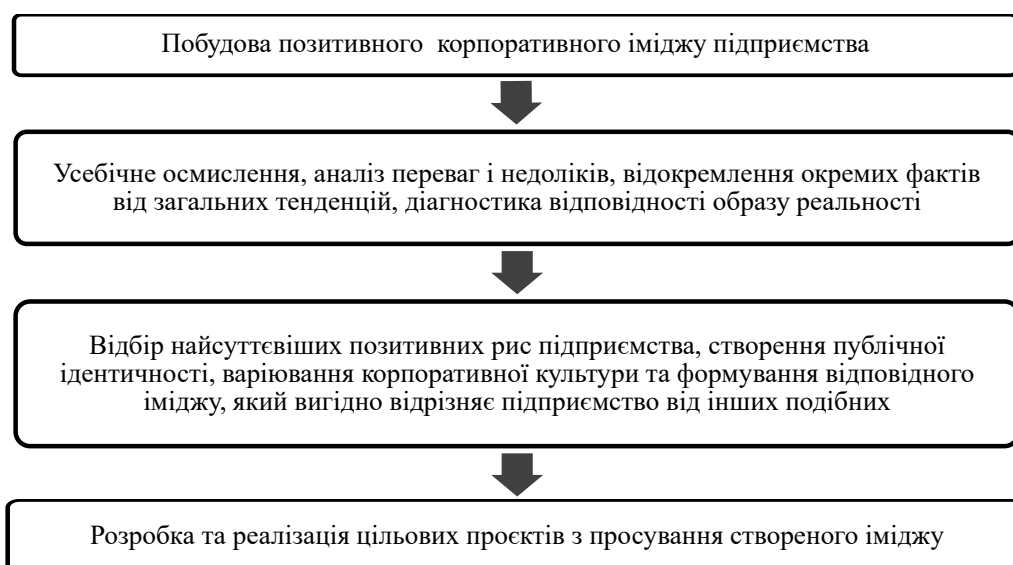 Побудова позитивного  корпоративного іміджу підприємства
Усебічне осмислення, аналіз переваг і недоліків, відокремлення окремих фактів
від загальних тенденцій, діагностика відповідності образу реальності
Відбір найсуттєвіших позитивних рис підприємства, створення публічної
ідентичності, варіювання корпоративної культури та формування відповідного
іміджу, який вигідно відрізняє підприємство від інших подібних
Розробка та реалізація цільових проєктів з просування створеного іміджу